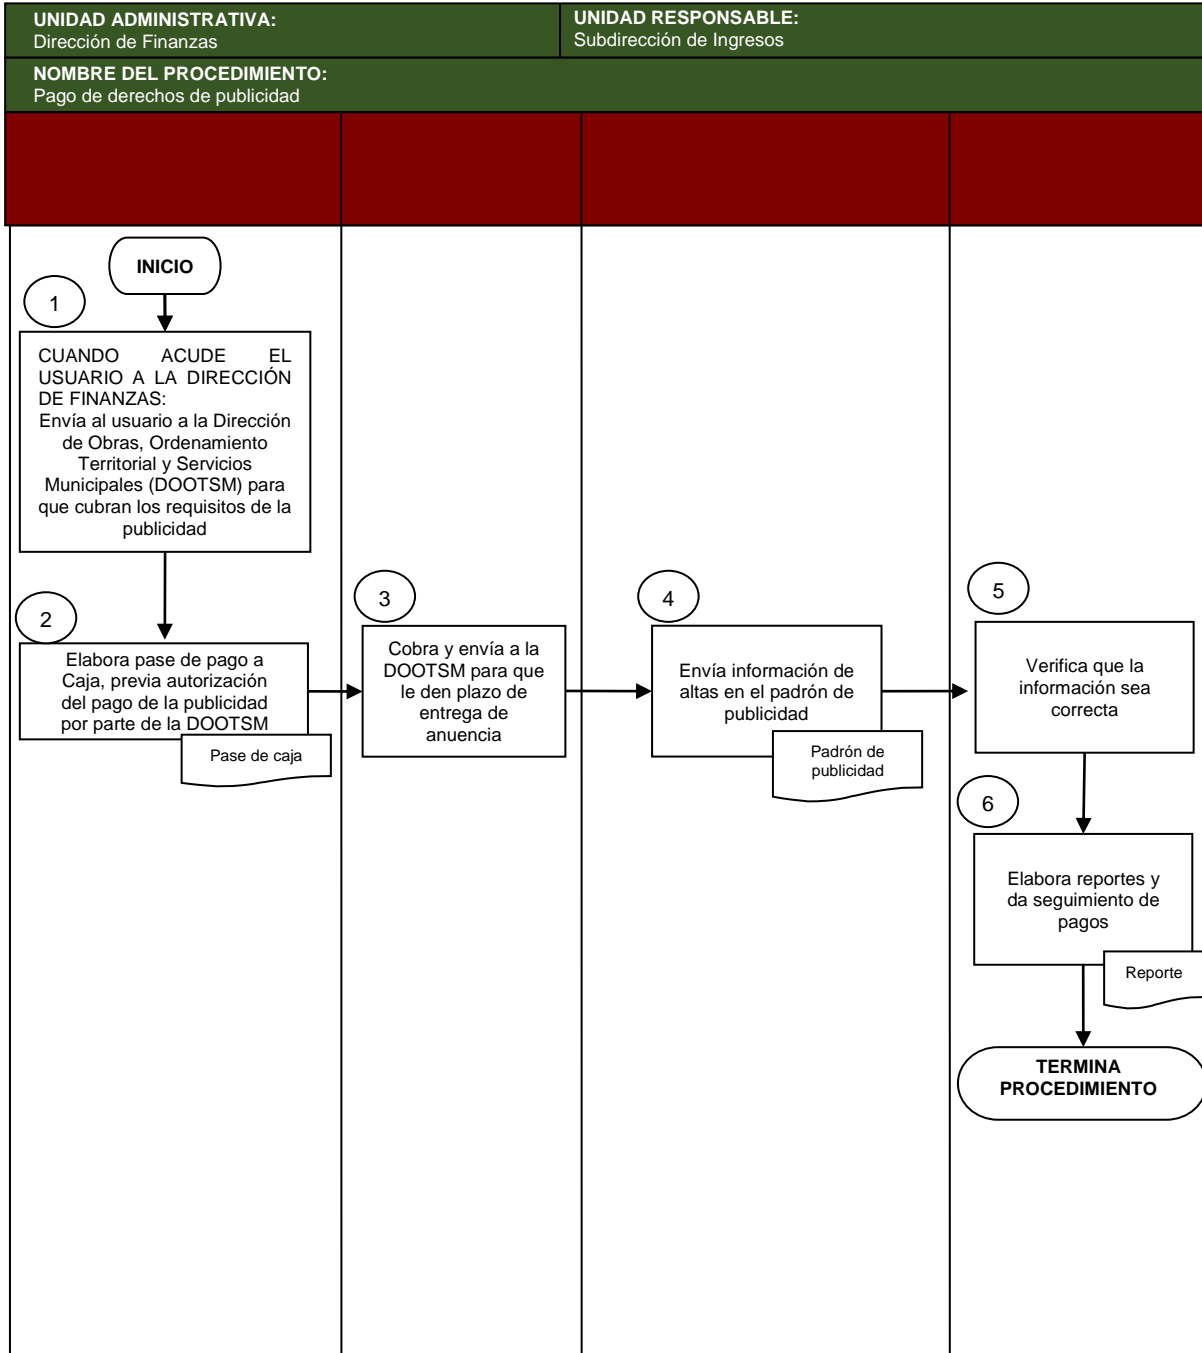 UNIDAD ADMINISTRATIVA:
Dirección de Finanzas
UNIDAD RESPONSABLE:
Subdirección de Ingresos
NOMBRE DEL PROCEDIMIENTO:
Pago de derechos de publicidad
INICIO
1
CUANDO ACUDE EL
USUARIO A LA DIRECCIÓN
DE FINANZAS:
Envía al usuario a la Dirección
de Obras, Ordenamiento
Territorial y Servicios
Municipales (DOOTSM) para
que cubran los requisitos de la
publicidad
2
Elabora pase de pago a
Caja, previa autorización
del pago de la publicidad
por parte de la DOOTSM
Pase de caja
3
Cobra y envía a la
DOOTSM para que
le den plazo de
entrega de
anuencia
4
Envía información de
altas en el padrón de
publicidad
Padrón de
publicidad
5
Verifica que la
información sea
correcta
6
Elabora reportes y
da seguimiento de
pagos
Reporte
TERMINA
PROCEDIMIENTO